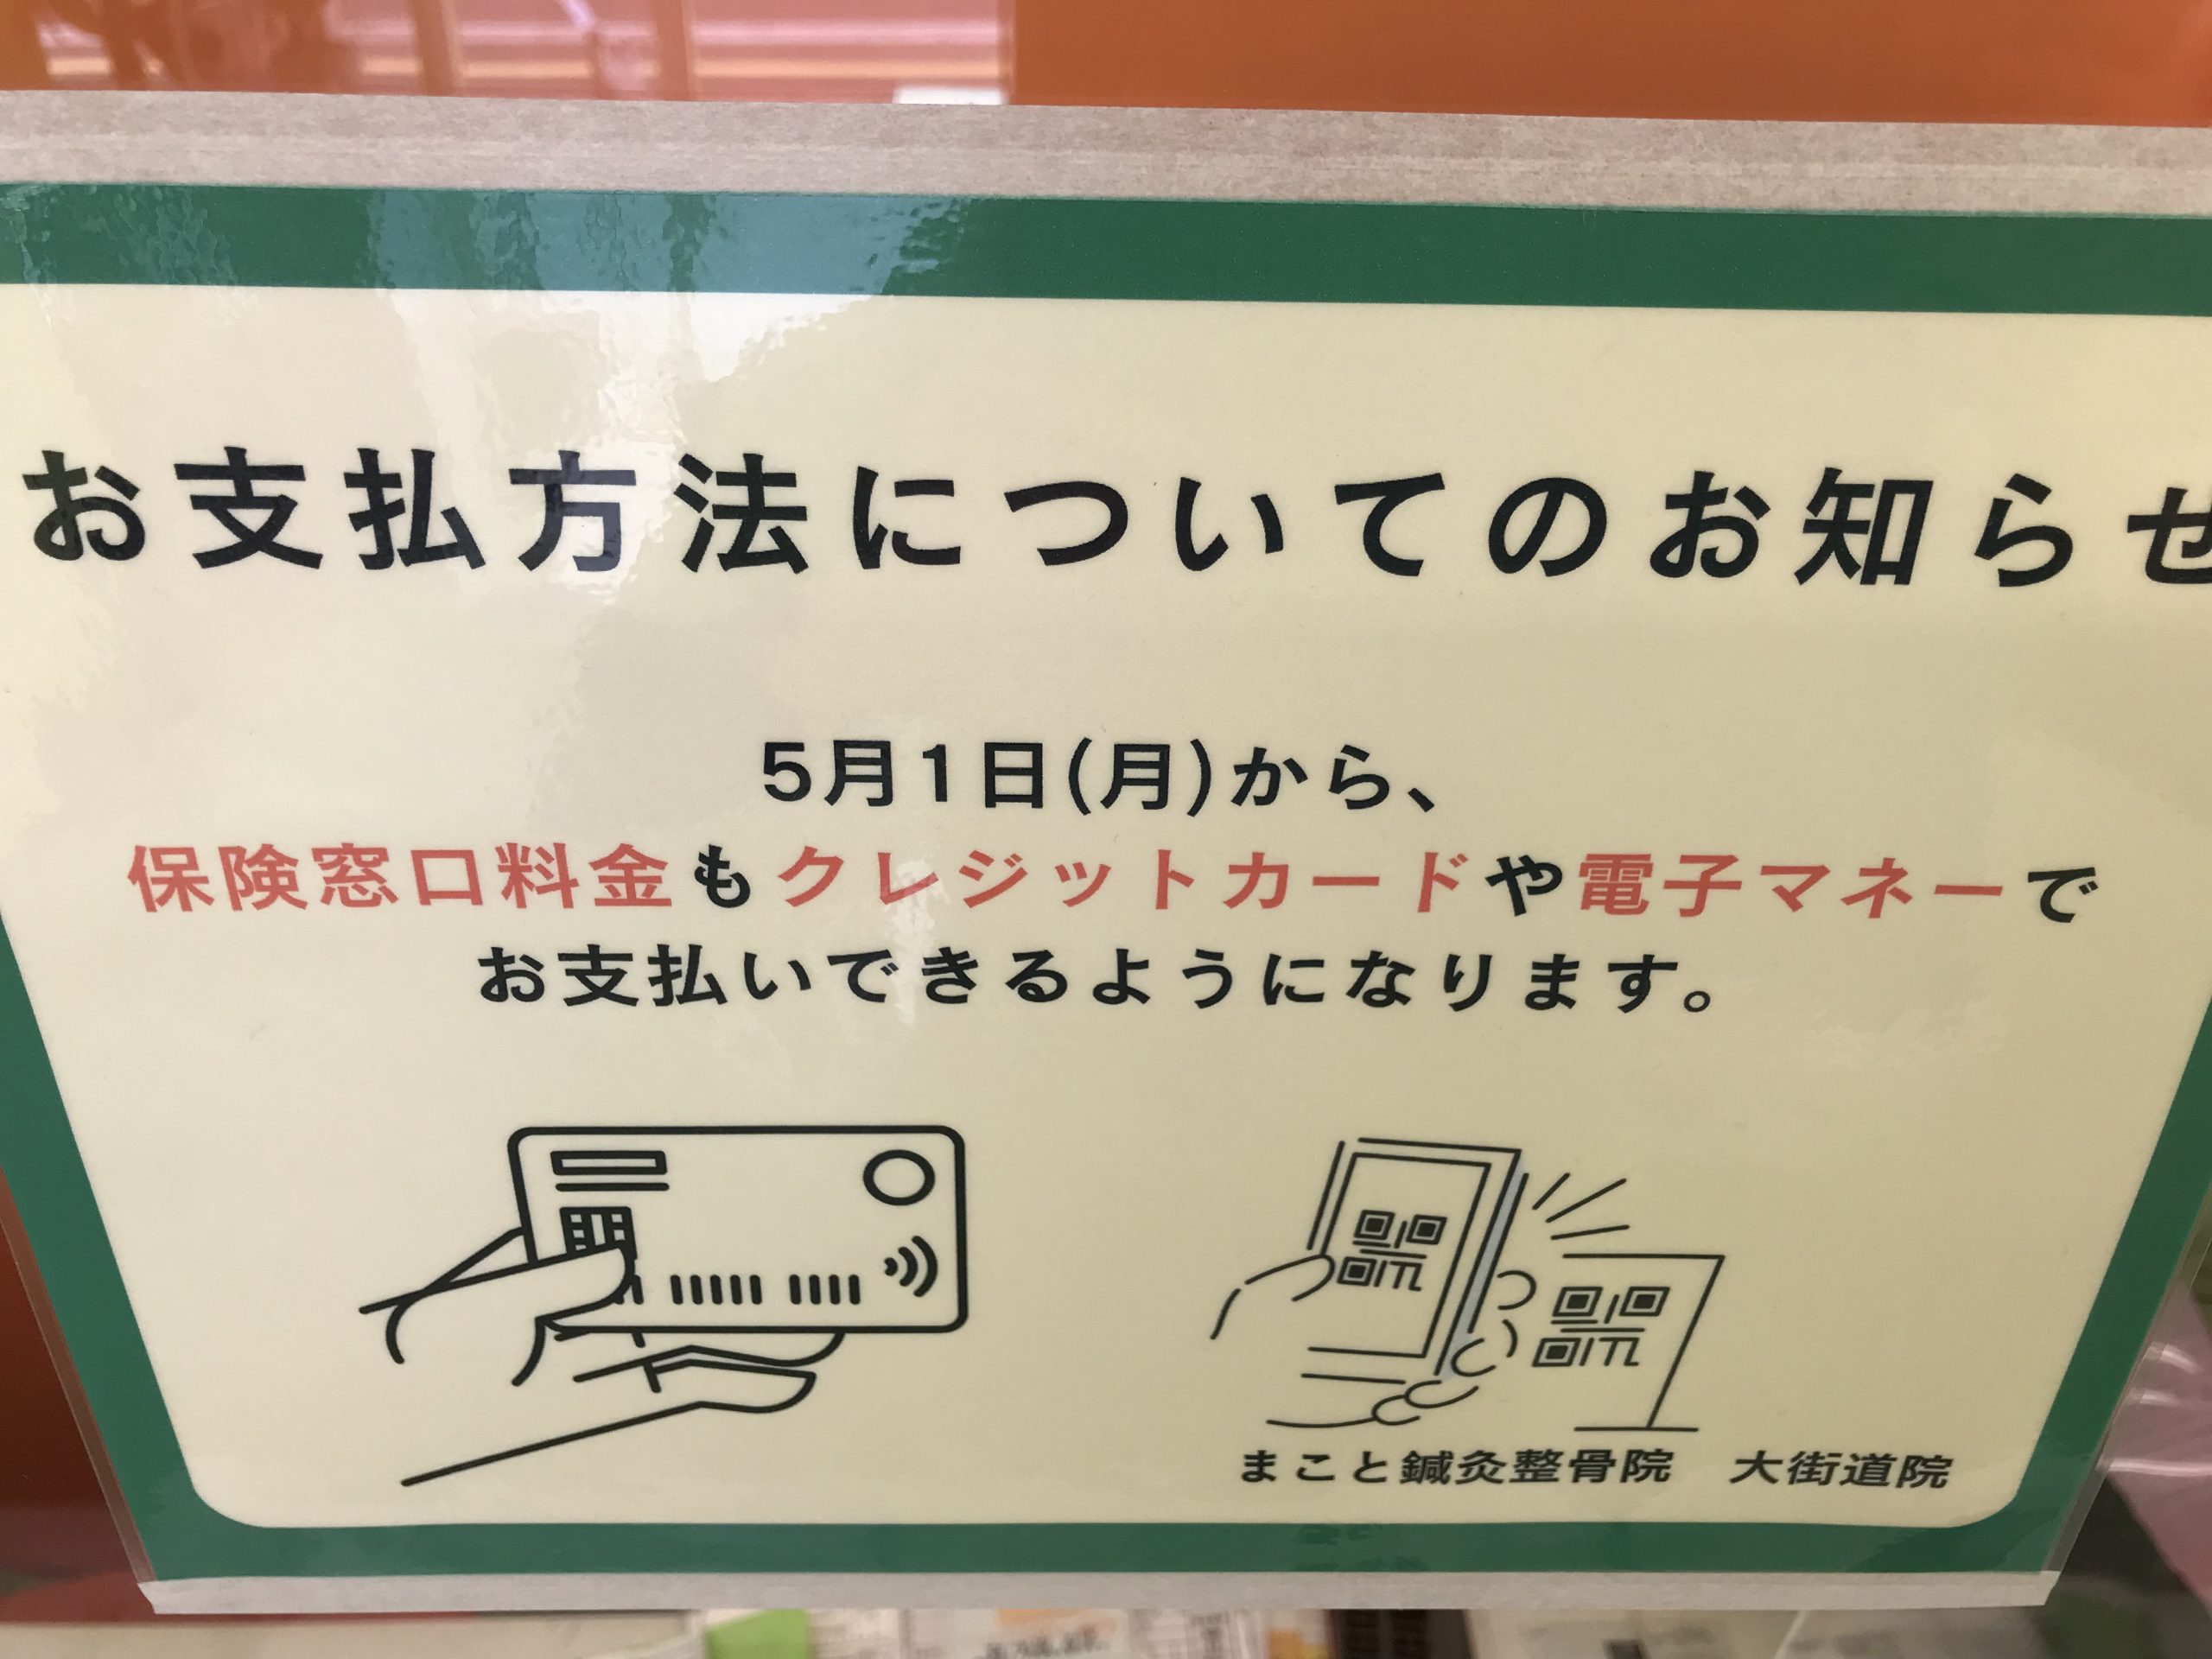 お支払方法についてのお知らせ
5月1日(月)から、
保険窓口料金もクレジットカードや電子マネーで
お支払いできるようになります。
まこと鍼灸整骨院　大街道院